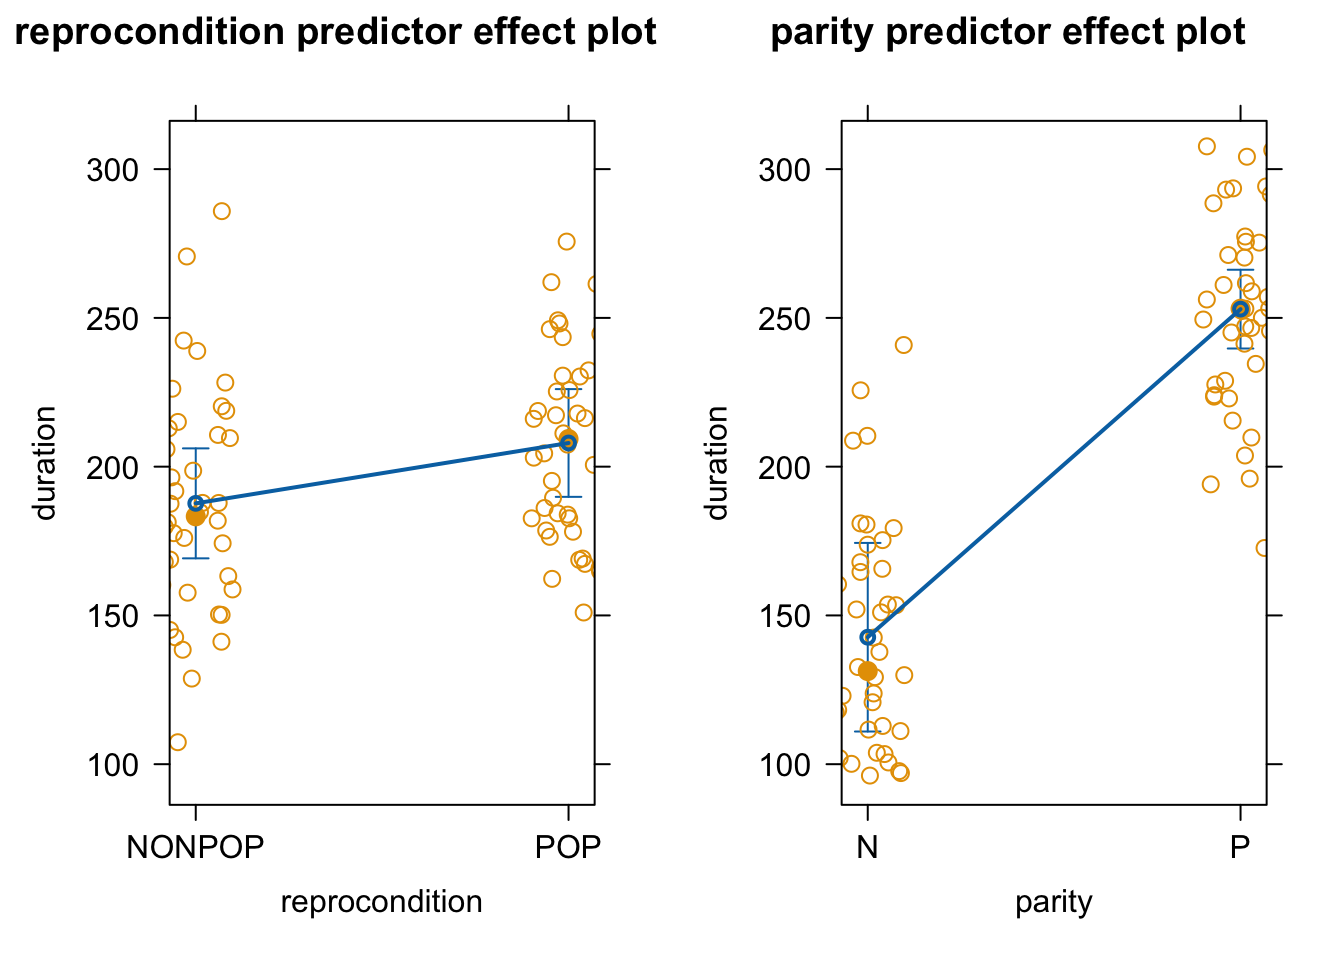 reprocondition predictor effect plot
300
250
200
150
100
duration
NONPOP POP
reprocondition
parity predictor effect plot
300
250
200
150
100
duration
N P
parity